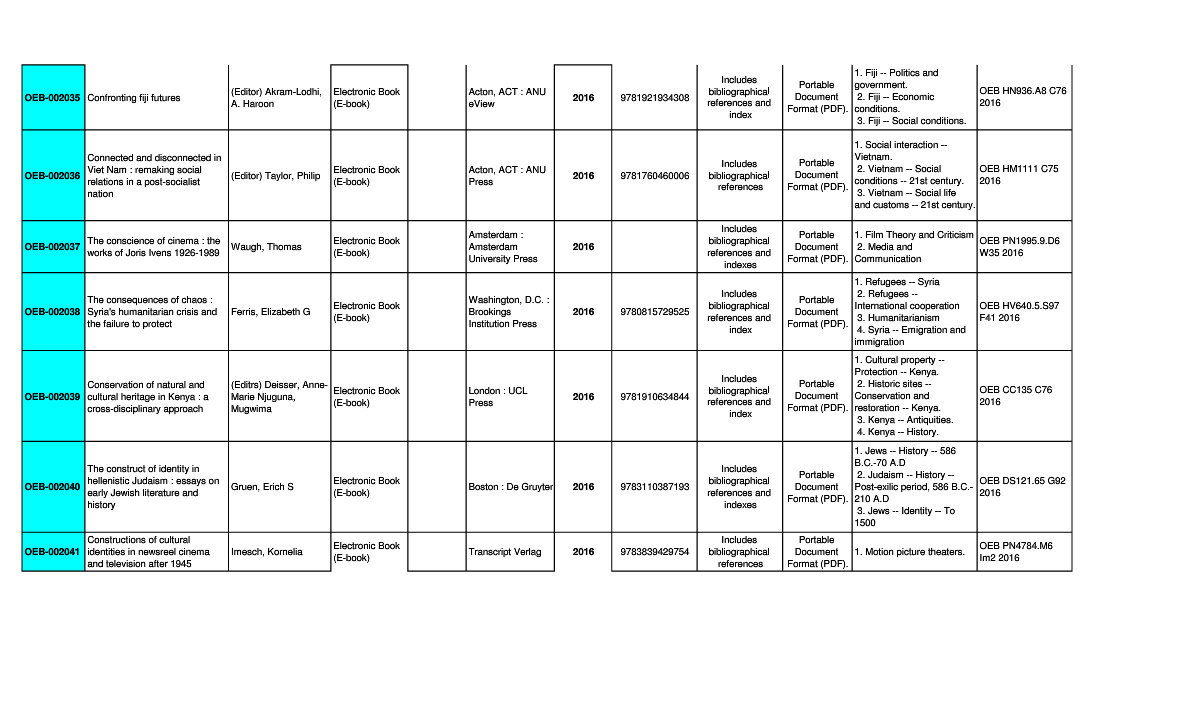 OEB-002035
Confronting fiji futures
(Editor) Akram-Lodhi,
A. Haroon
Electronic Book
(E-book)
Acton, ACT : ANU
eView
2016
9781921934308
Includes
bibliographical
references and
index
Portable
Document
Format (PDF).
1. Fiji -- Politics and
government.
2. Fiji -- Economic
conditions.
3. Fiji -- Social conditions.
OEB HN936.A8 C76
2016
OEB-002036
Connected and disconnected in
Viet Nam : remaking social
relations in a post-socialist
nation
(Editor) Taylor, Philip
Electronic Book
(E-book)
Acton, ACT : ANU
Press
2016
9781760460006
Includes
bibliographical
references
Portable
Document
Format (PDF).
1. Social interaction --
Vietnam.
2. Vietnam -- Social
conditions -- 21st century.
3. Vietnam -- Social life
and customs -- 21st century.
OEB HM1111 C75
2016
OEB-002037
The conscience of cinema : the
works of Joris Ivens 1926-1989
Waugh, Thomas
Electronic Book
(E-book)
Amsterdam :
Amsterdam
University Press
2016
Includes
bibliographical
references and
indexes
Portable
Document
Format (PDF).
1. Film Theory and Criticism
2. Media and
Communication
OEB PN1995.9.D6
W35 2016
OEB-002038
The consequences of chaos :
Syria's humanitarian crisis and
the failure to protect
Ferris, Elizabeth G
Electronic Book
(E-book)
Washington, D.C. :
Brookings
Institution Press
2016
9780815729525
Includes
bibliographical
references and
index
Portable
Document
Format (PDF).
1. Refugees -- Syria
2. Refugees --
International cooperation
3. Humanitarianism
4. Syria -- Emigration and
immigration
OEB HV640.5.S97
F41 2016
OEB-002039
Conservation of natural and
cultural heritage in Kenya : a
cross-disciplinary approach
(Editrs) Deisser, Anne-
Marie Njuguna,
Mugwima
Electronic Book
(E-book)
London : UCL
Press
2016
9781910634844
Includes
bibliographical
references and
index
Portable
Document
Format (PDF).
1. Cultural property --
Protection -- Kenya.
2. Historic sites --
Conservation and
restoration -- Kenya.
3. Kenya -- Antiquities.
4. Kenya -- History.
OEB CC135 C76
2016
OEB-002040
The construct of identity in
hellenistic Judaism : essays on
early Jewish literature and
history
Gruen, Erich S
Electronic Book
(E-book)
Boston : De Gruyter
2016
9783110387193
Includes
bibliographical
references and
indexes
Portable
Document
Format (PDF).
1. Jews -- History -- 586
B.C.-70 A.D
2. Judaism -- History --
Post-exilic period, 586 B.C.-
210 A.D
3. Jews -- Identity -- To
1500
OEB DS121.65 G92
2016
OEB-002041
Constructions of cultural
identities in newsreel cinema
and television after 1945
Imesch, Kornelia
Electronic Book
(E-book)
Transcript Verlag
2016
9783839429754
Includes
bibliographical
references
Portable
Document
Format (PDF).
1. Motion picture theaters.
OEB PN4784.M6
Im2 2016